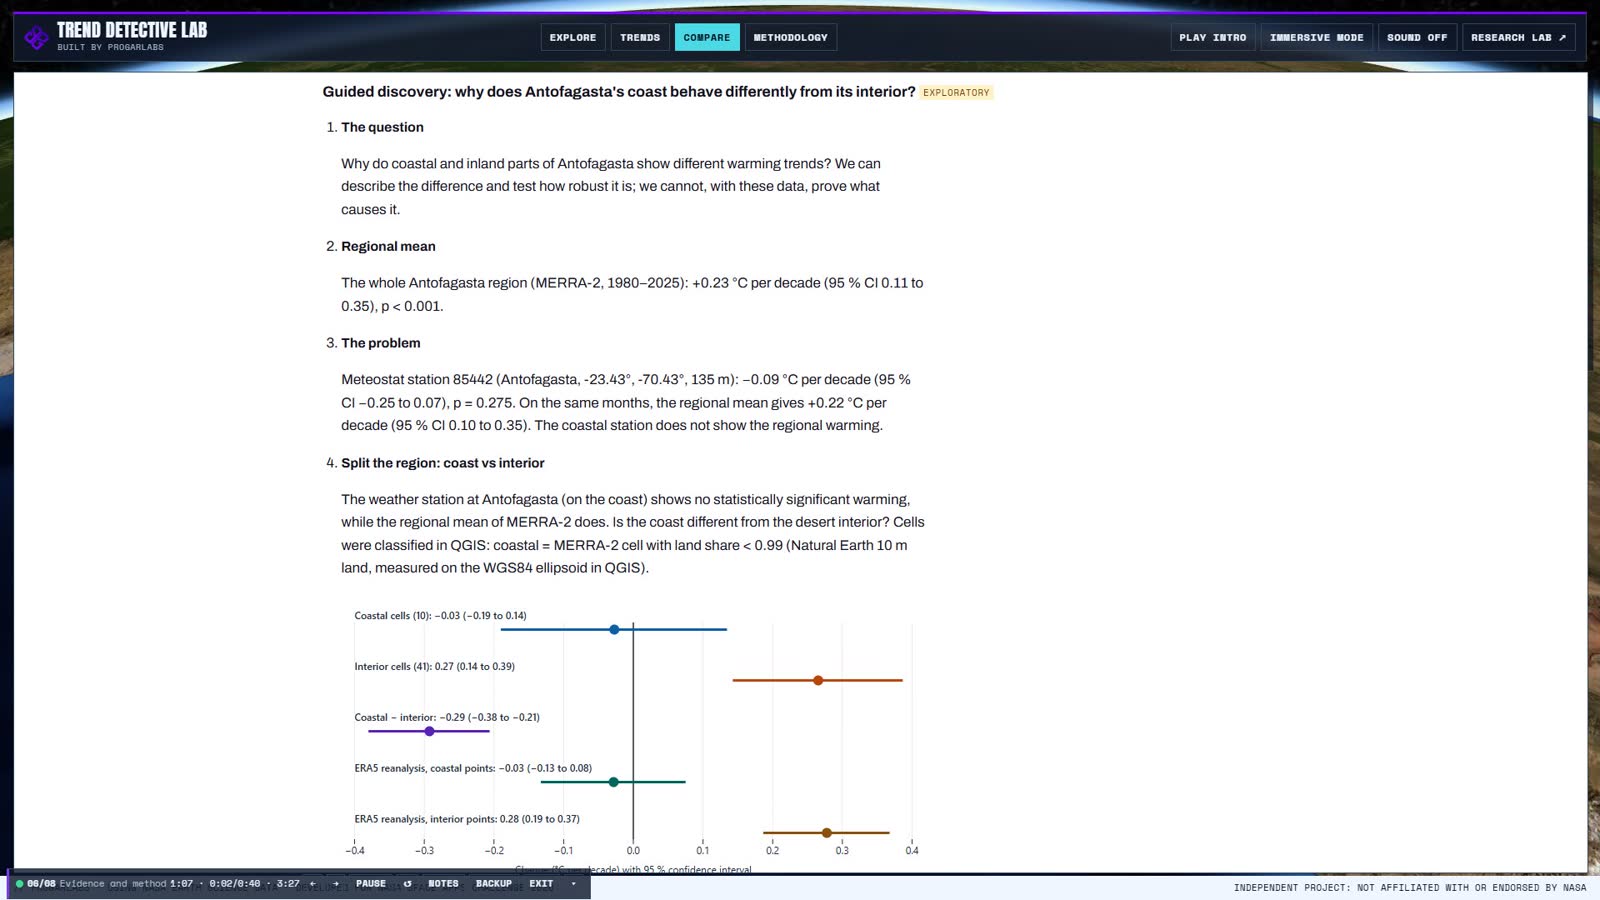 TREND DETECTIVE LAB
BUILT BY PROGARLABS
EXPLORE
TRENDS
COMPARE
METHODOLOGY
PLAY INTRO
IMMERSIVE MODE
SOUND OFF
RESEARCH LAB ↗
Guided discovery: why does Antofagasta's coast behave differently from its interior? EXPLORATORY
1. The question
Why do coastal and inland parts of Antofagasta show different warming trends? We can
describe the difference and test how robust it is; we cannot, with these data, prove what
causes it.
2. Regional mean
The whole Antofagasta region (MERRA-2, 1980–2025): +0.23 °C per decade (95 % CI 0.11 to
0.35), p < 0.001.
3. The problem
Meteostat station 85442 (Antofagasta, -23.43°, -70.43°, 135 m): −0.09 °C per decade (95 %
CI −0.25 to 0.07), p = 0.275. On the same months, the regional mean gives +0.22 °C per
decade (95 % CI 0.10 to 0.35). The coastal station does not show the regional warming.
4. Split the region: coast vs interior
The weather station at Antofagasta (on the coast) shows no statistically significant warming,
while the regional mean of MERRA-2 does. Is the coast different from the desert interior? Cells
were classified in QGIS: coastal = MERRA-2 cell with land share < 0.99 (Natural Earth 10 m
land, measured on the WGS84 ellipsoid in QGIS).
Coastal cells (10): −0.03 (−0.19 to 0.14)
Interior cells (41): 0.27 (0.14 to 0.39)
Coastal − interior: −0.29 (−0.38 to −0.21)
ERA5 reanalysis, coastal points: −0.03 (−0.13 to 0.08)
ERA5 reanalysis, interior points: 0.28 (0.19 to 0.37)
−0.4 −0.3 −0.2 −0.1 0.0 0.1 0.2 0.3 0.4
Change (°C per decade) with 95 % confidence interval
06/08 Evidence and method 1:07 · 0:02/0:40 · 3:27 PAUSE NOTES BACKUP EXIT
INDEPENDENT PROJECT: NOT AFFILIATED WITH OR ENDORSED BY NASA